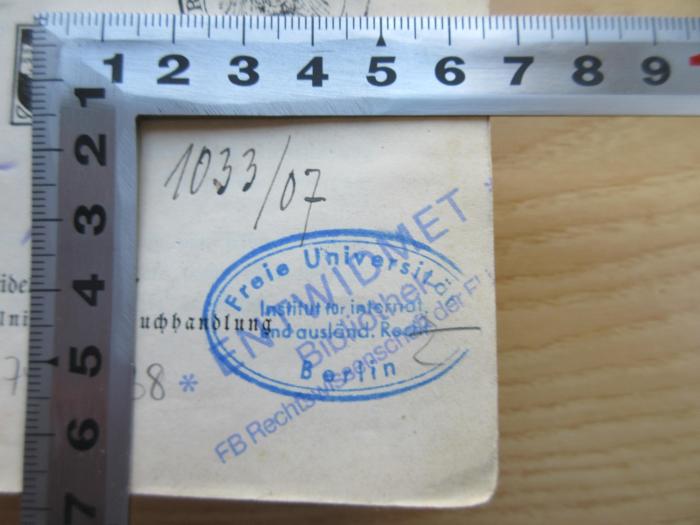 1 2 3 4 5 6 7 8 9
1
2
3
4
5
6
7
1033/07
Freie Universitä
Institut für internat.
und ausländ. Recht
Berlin
ENTWIDMET *
Bibliothek
* FB Rechtswissenschaft der FU
uchhandlung